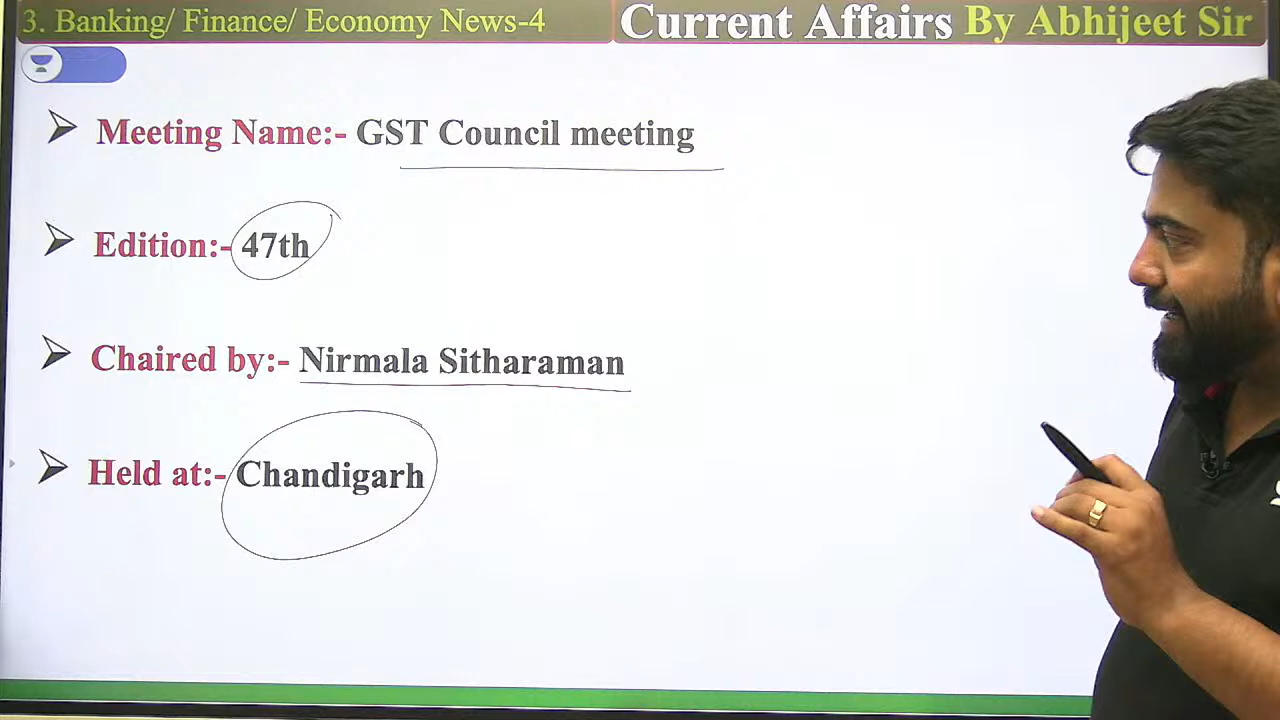 3. Banking/ Finance/ Economy News-4
Current Affairs By Abhijeet Sir
Meeting Name:- GST Council meeting
Edition:- 47th
Chaired by:- Nirmala Sitharaman
Held at:- Chandigarh